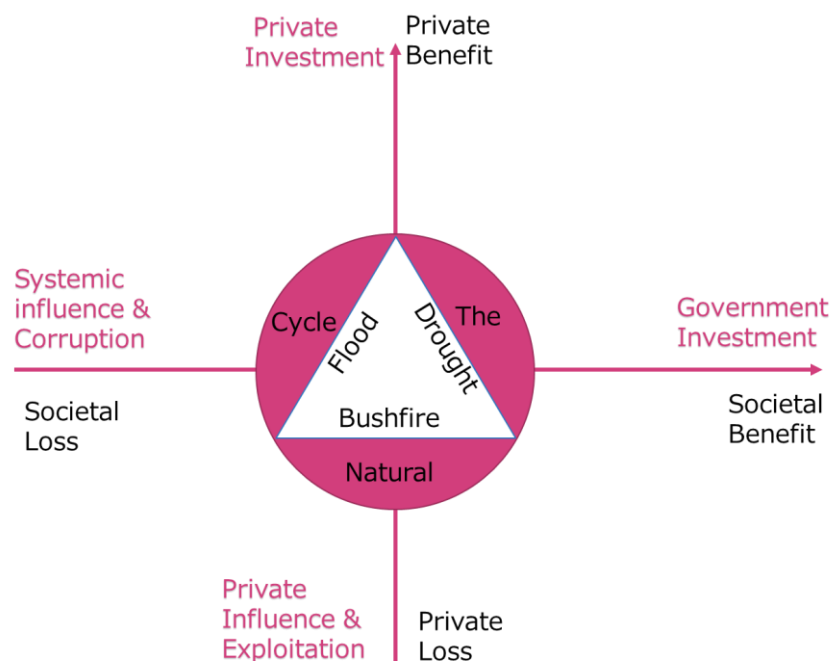 Private
Investment
Private
Benefit
Systemic
influence &
Corruption
Cycle
The
Flood
Drought
Government
Investment
Societal
Loss
Bushfire
Societal
Benefit
Natural
Private
Influence &
Exploitation
Private
Loss